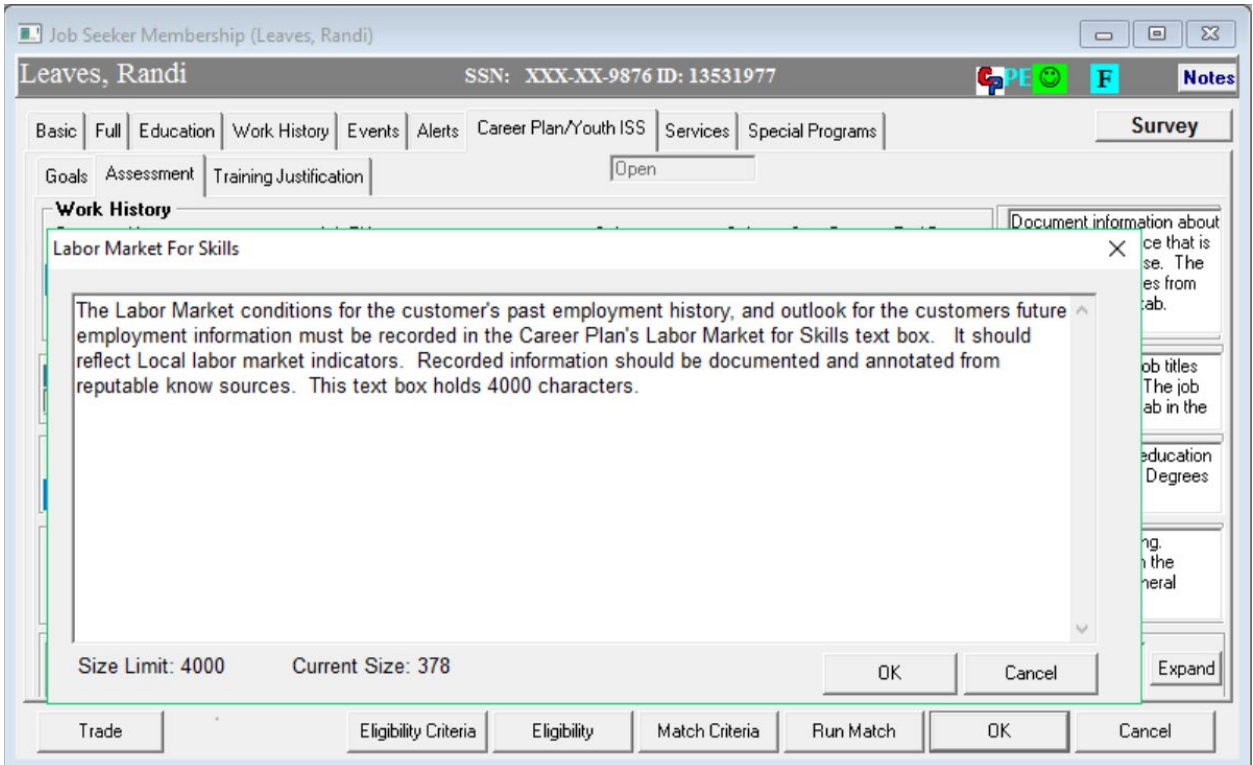 Job Seeker Membership (Leaves, Randi)
Leaves, Randi SSN: XXX-XX-9876 ID: 13531977 CP PE F Notes
Basic Full Education Work History Events Alerts Career Plan/Youth ISS Services Special Programs Survey
Goals Assessment Training Justification Open
Work History
Document information about
ce that is
se. The
es from
tab.
Labor Market For Skills
The Labor Market conditions for the customer's past employment history, and outlook for the customers future
employment information must be recorded in the Career Plan's Labor Market for Skills text box. It should
reflect Local labor market indicators. Recorded information should be documented and annotated from
reputable know sources. This text box holds 4000 characters.
ob titles
The job
ab in the
education
Degrees
ng.
n the
neral
Size Limit: 4000 Current Size: 378 OK Cancel
Expand
Trade Eligibility Criteria Eligibility Match Criteria Run Match OK Cancel